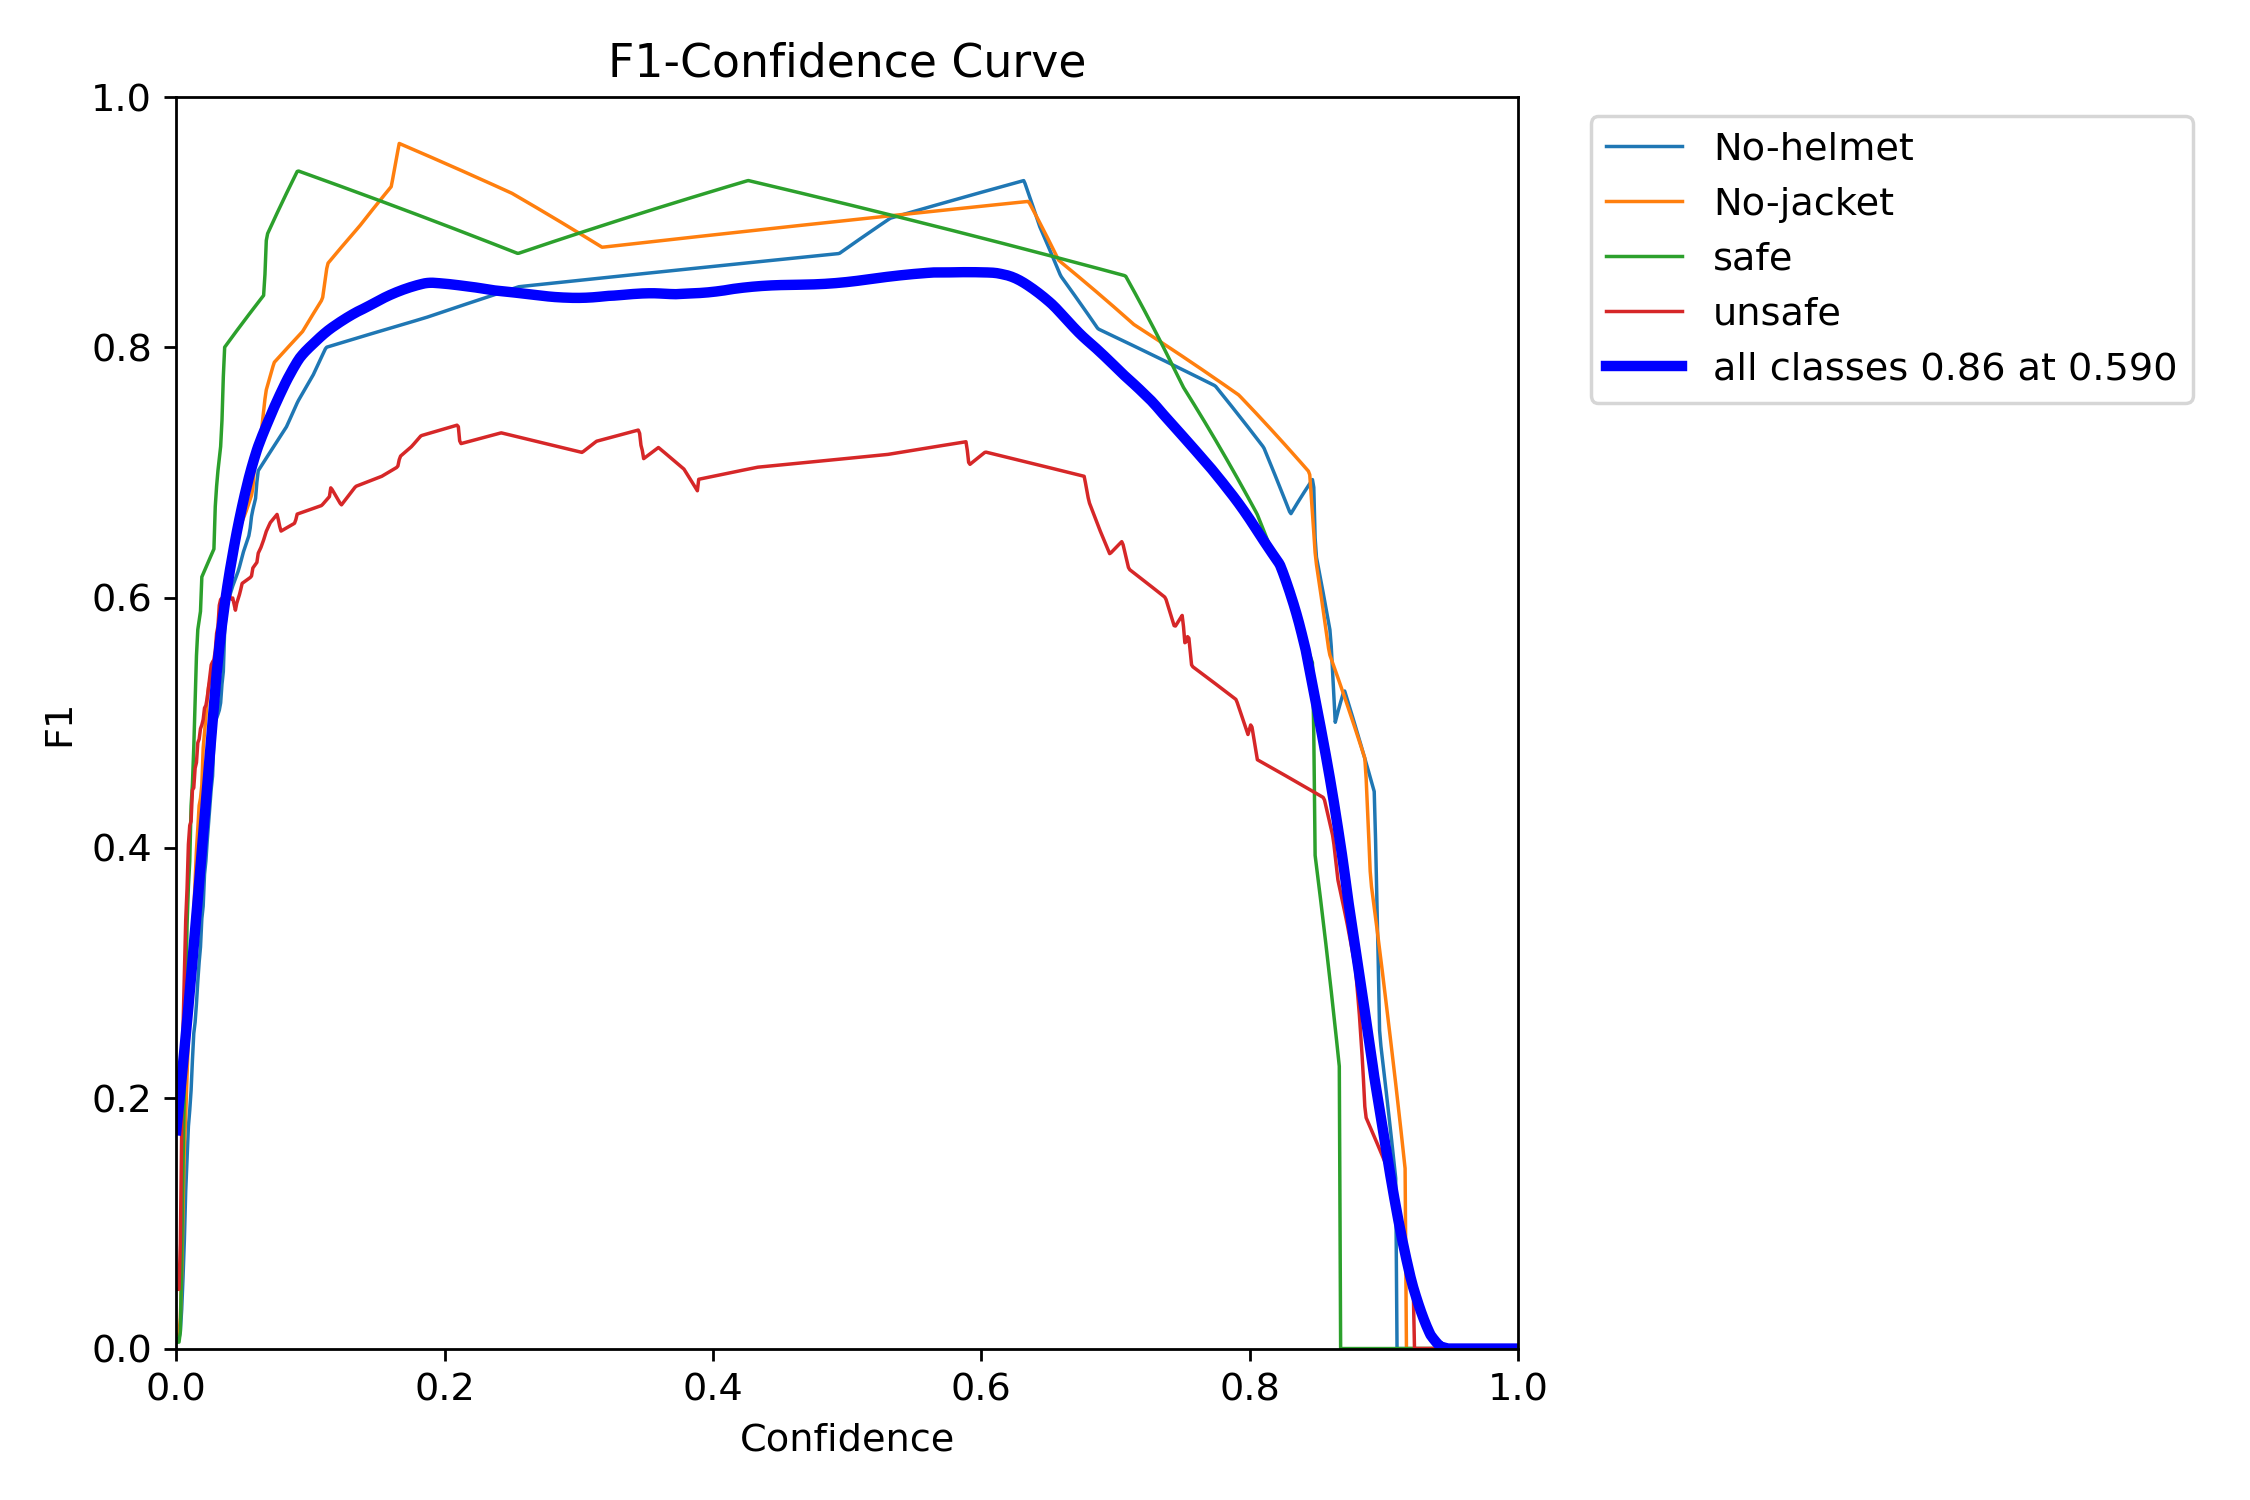 F1-Confidence Curve
1.0
0.8
0.6
0.4
0.2
0.0
F1
0.0 0.2 0.4 0.6 0.8 1.0
Confidence
No-helmet
No-jacket
safe
unsafe
all classes 0.86 at 0.590